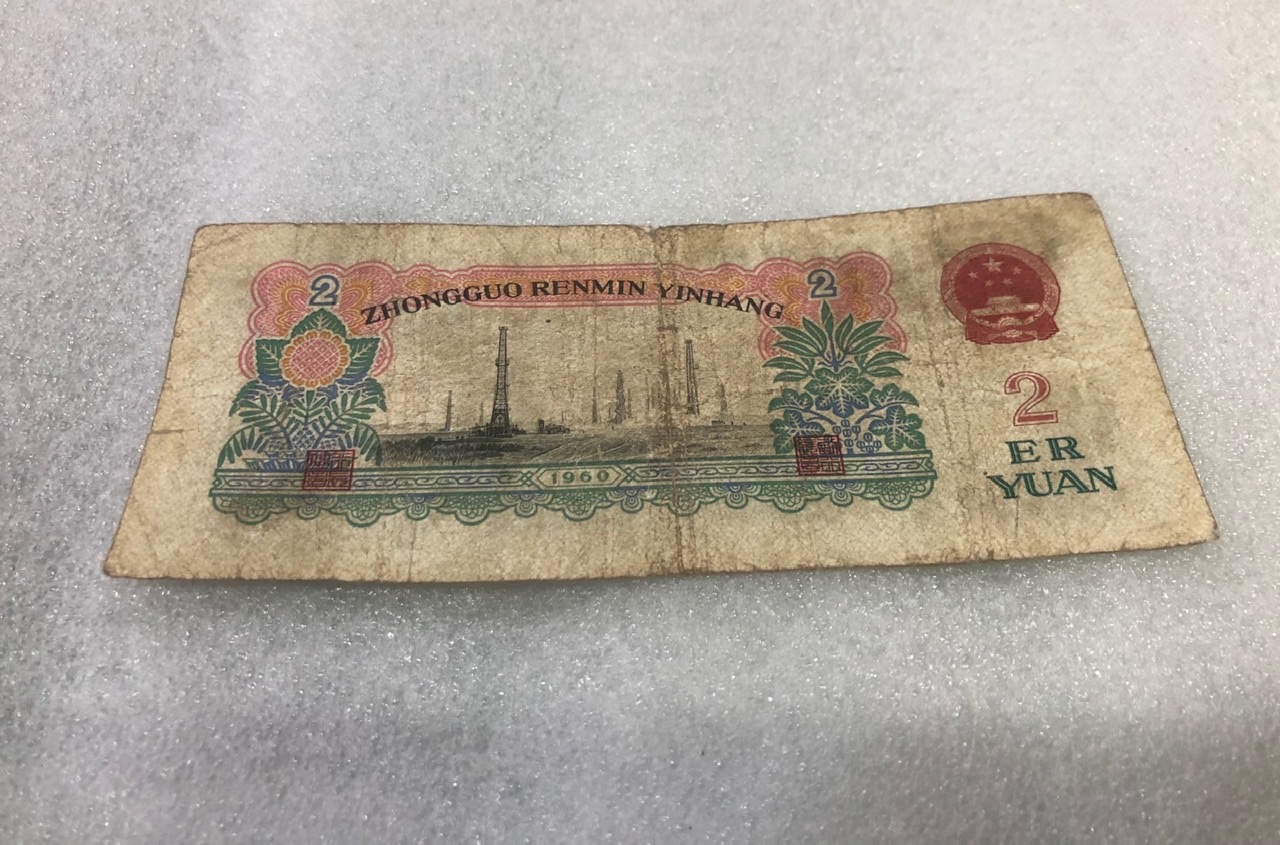 2 2
ZHONGGUO RENMIN YINHANG
2
ER
YUAN
1960